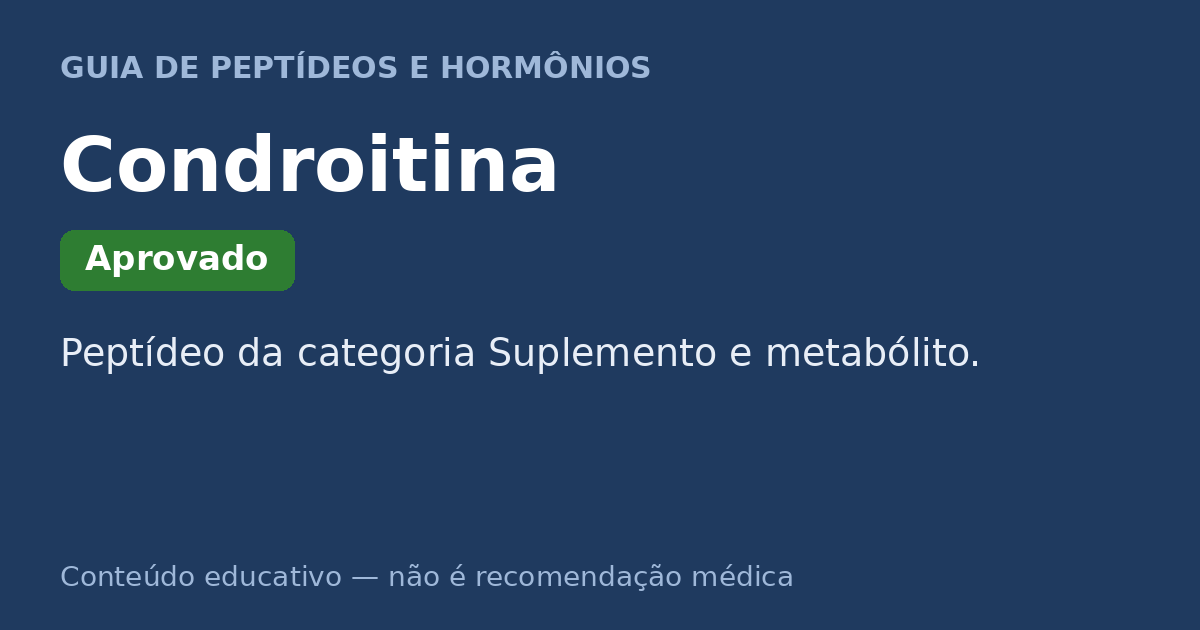 GUIA DE PEPTÍDEOS E HORMÔNIOS
Condroitina
Aprovado
Peptídeo da categoria Suplemento e metabólito.
Conteúdo educativo — não é recomendação médica